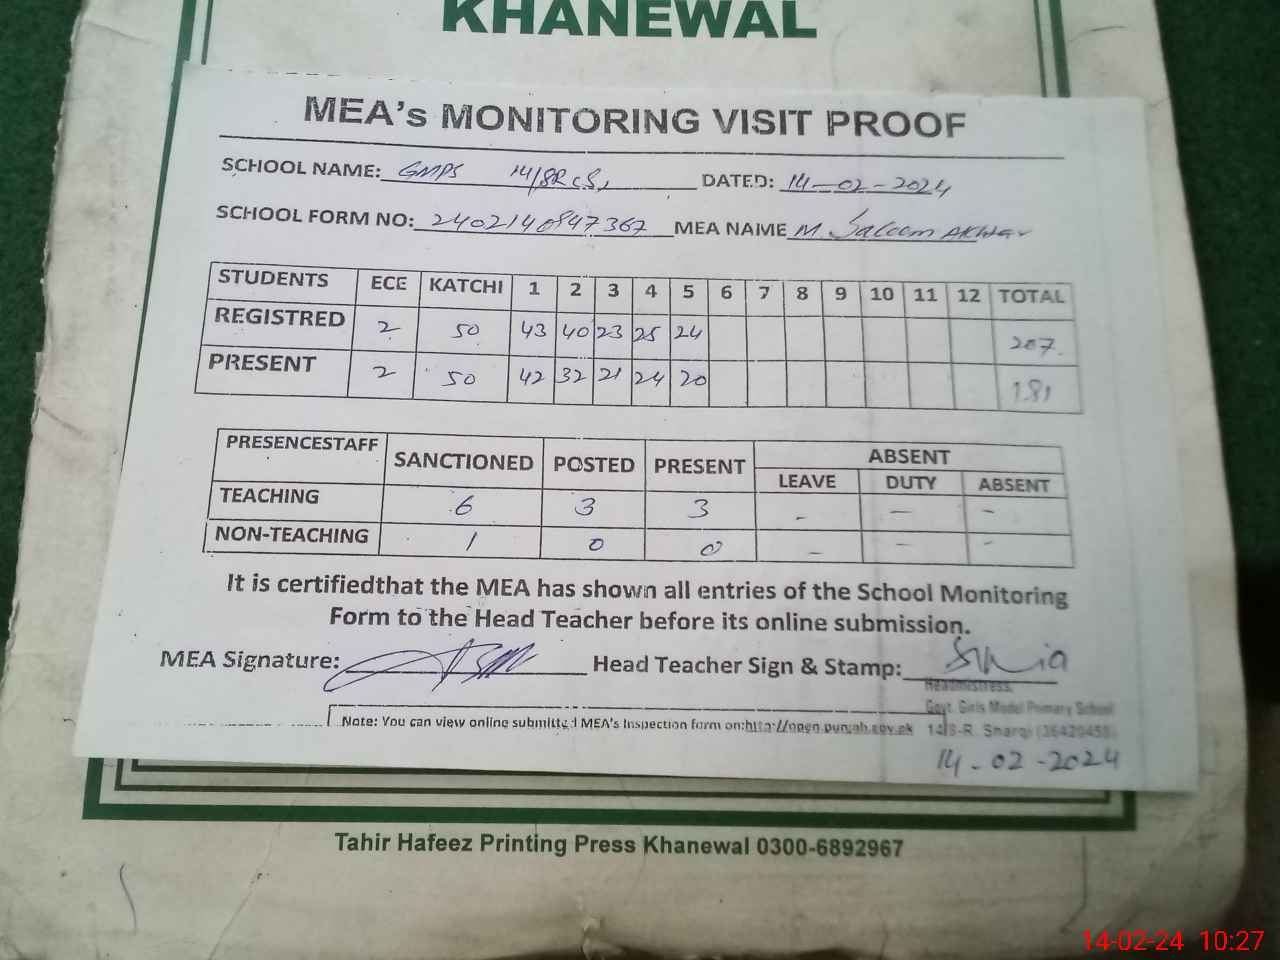 KHANEWAL
MEA's MONITORING VISIT PROOF
SCHOOL NAME: GMPS 14/8R (S) DATED: 14-02-2024
SCHOOL FORM NO: 2402140847367 MEA NAME M. Saleem AKHtar
STUDENTS ECE KATCHI 1 2 3 4 5 6 7 8 9 10 11 12 TOTAL
REGISTRED 2 50 43 40 23 25 24 207
PRESENT 2 50 42 32 21 24 20 181
PRESENCESTAFF SANCTIONED POSTED PRESENT ABSENT
LEAVE DUTY ABSENT
TEACHING 6 3 3 - - -
NON-TEACHING 1 0 0 - - -
It is certifiedthat the MEA has shown all entries of the School Monitoring
Form to the Head Teacher before its online submission.
MEA Signature: Head Teacher Sign & Stamp:
Headmistress,
Govt. Girls Model Primary School
14/8-R. Sharqi
Note: You can view online submitted MEA's Inspection form on:http://open.punjab.gov.pk
14-02-2024
Tahir Hafeez Printing Press Khanewal 0300-6892967
14-02-24 10:27